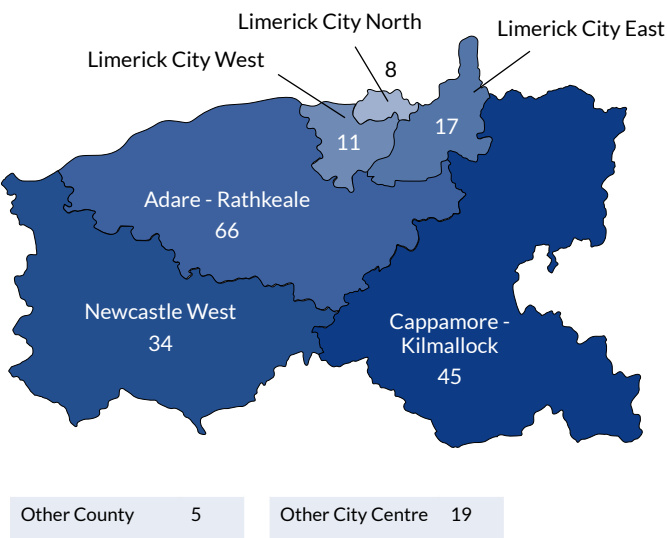 Limerick City North
Limerick City East
Limerick City West
8
17
11
Adare - Rathkeale
66
Newcastle West
34
Cappamore -
Kilmallock
45
Other County 5
Other City Centre 19